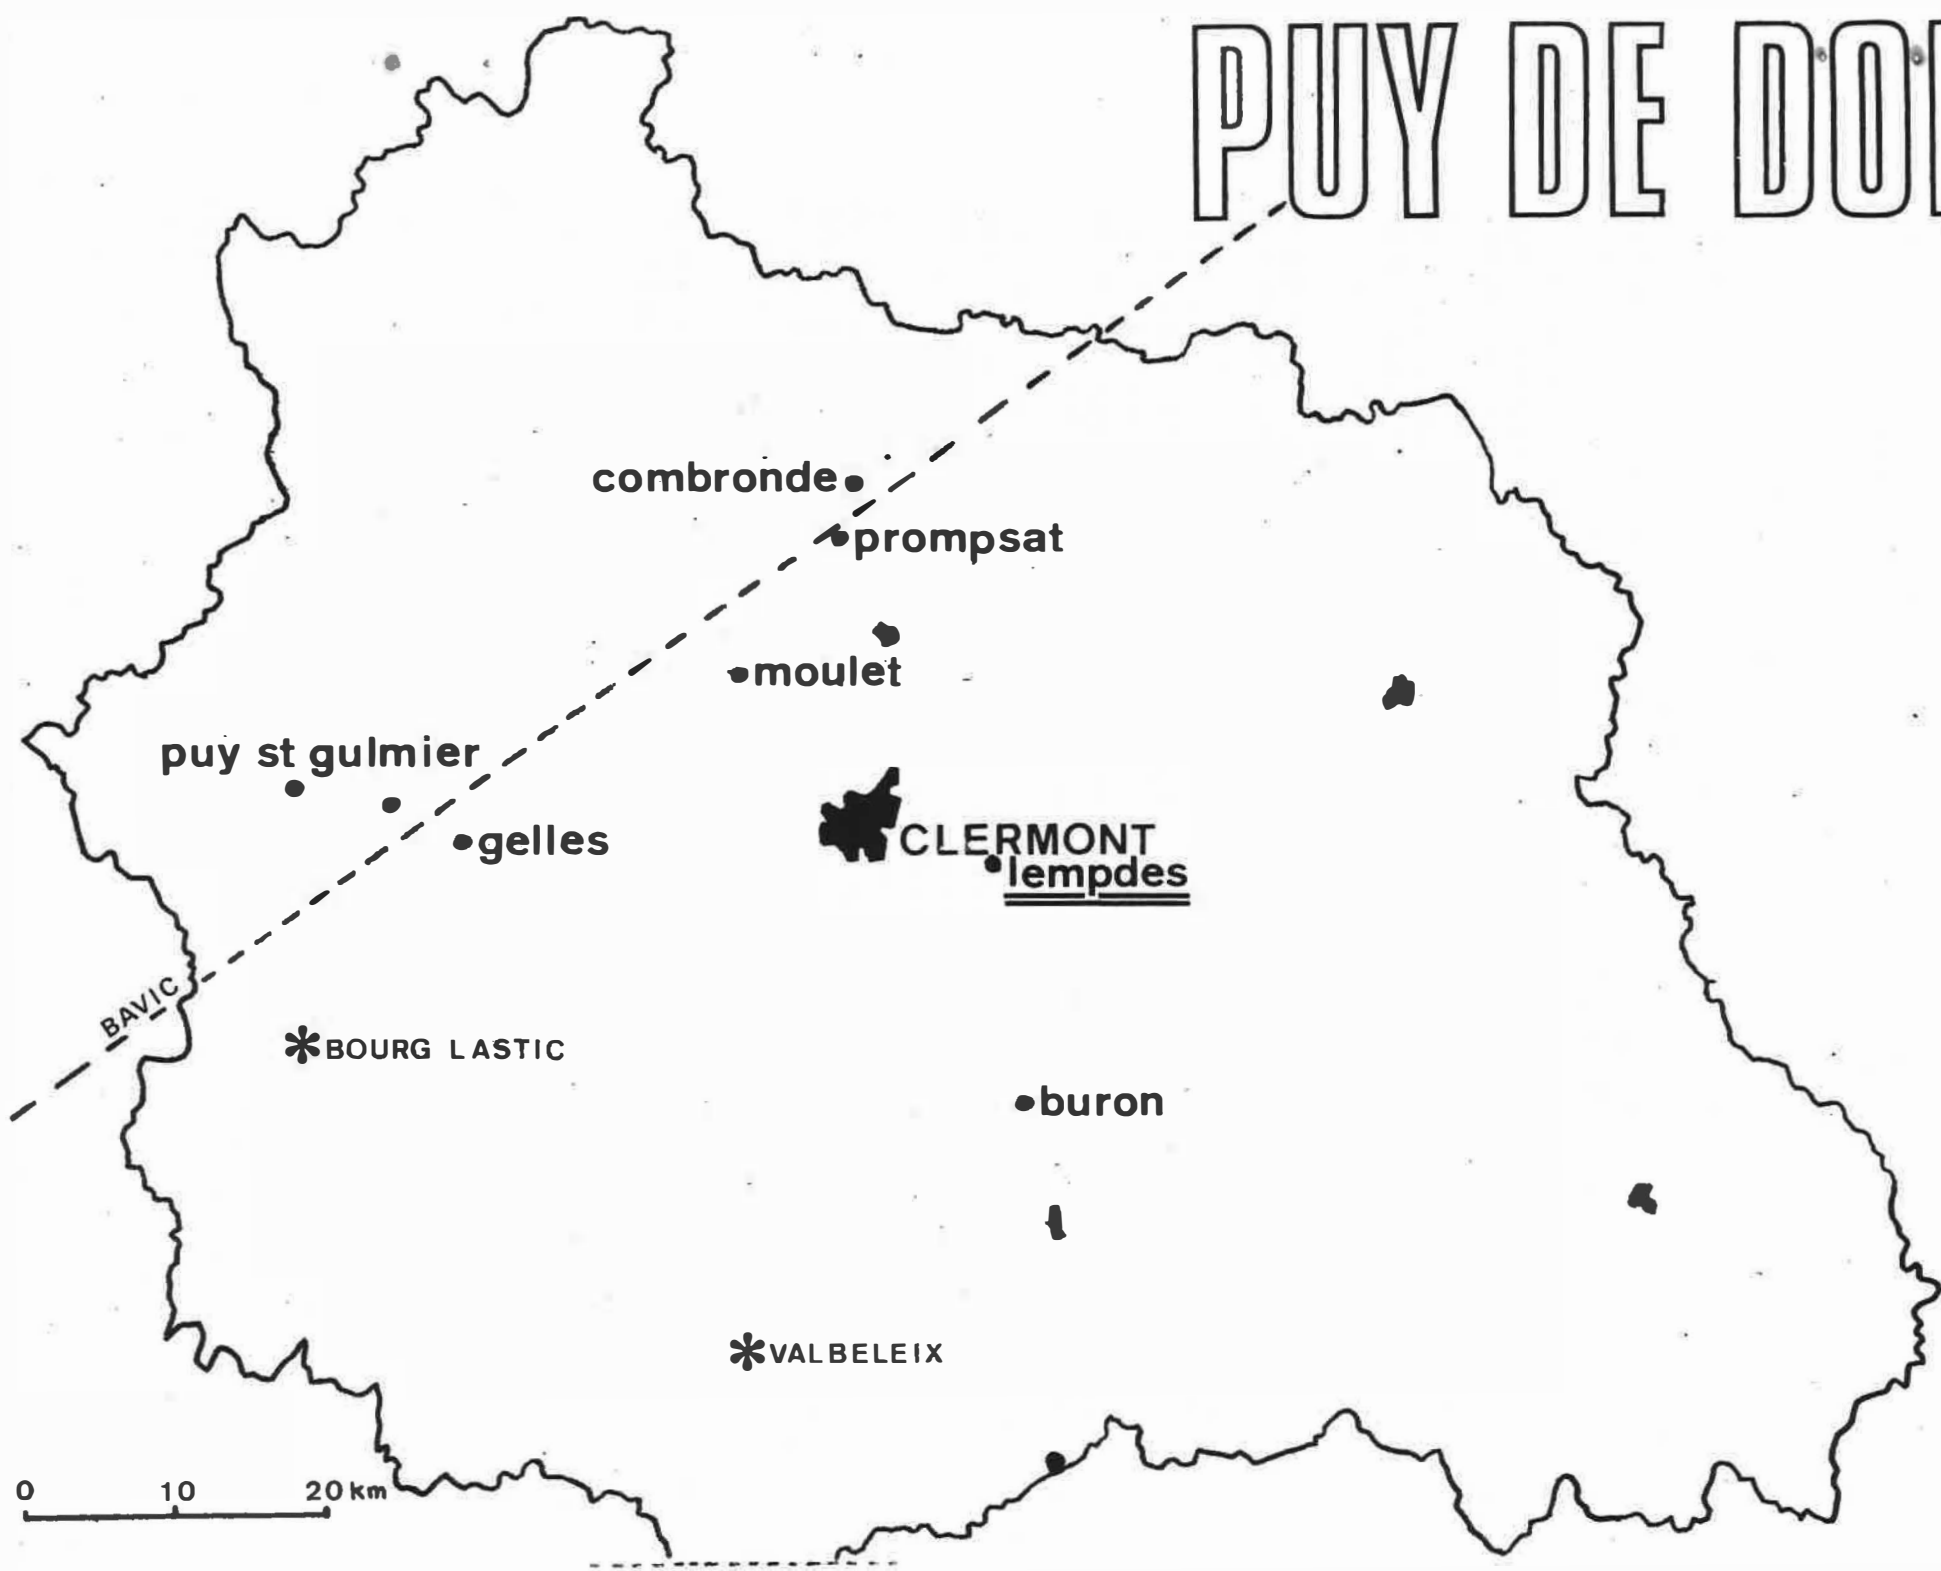 PUY DE DO
combronde
prompsat
moulet
puy st gulmier
gelles
CLERMONT
lempdes
BAVIC
BOURG LASTIC
buron
VALBELEIX
0 10 20 km